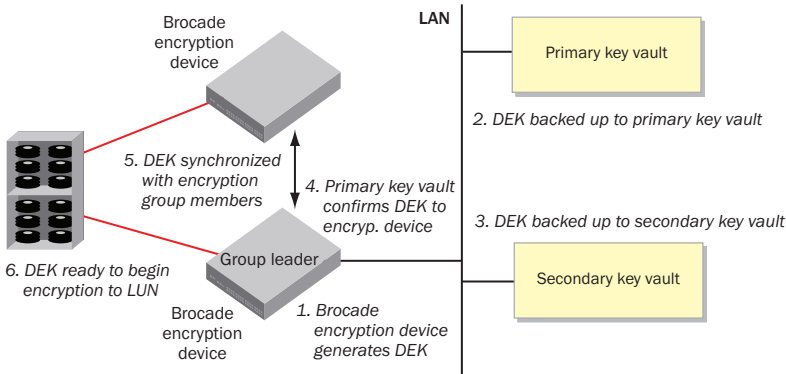 Brocade
encryption
device
LAN
Primary key vault
2. DEK backed up to primary key vault
5. DEK synchronized
with encryption
group members
4. Primary key vault
confirms DEK to
encryp. device
3. DEK backed up to secondary key vault
Group leader
6. DEK ready to begin
encryption to LUN
Secondary key vault
Brocade
encryption
device
1. Brocade
encryption device
generates DEK